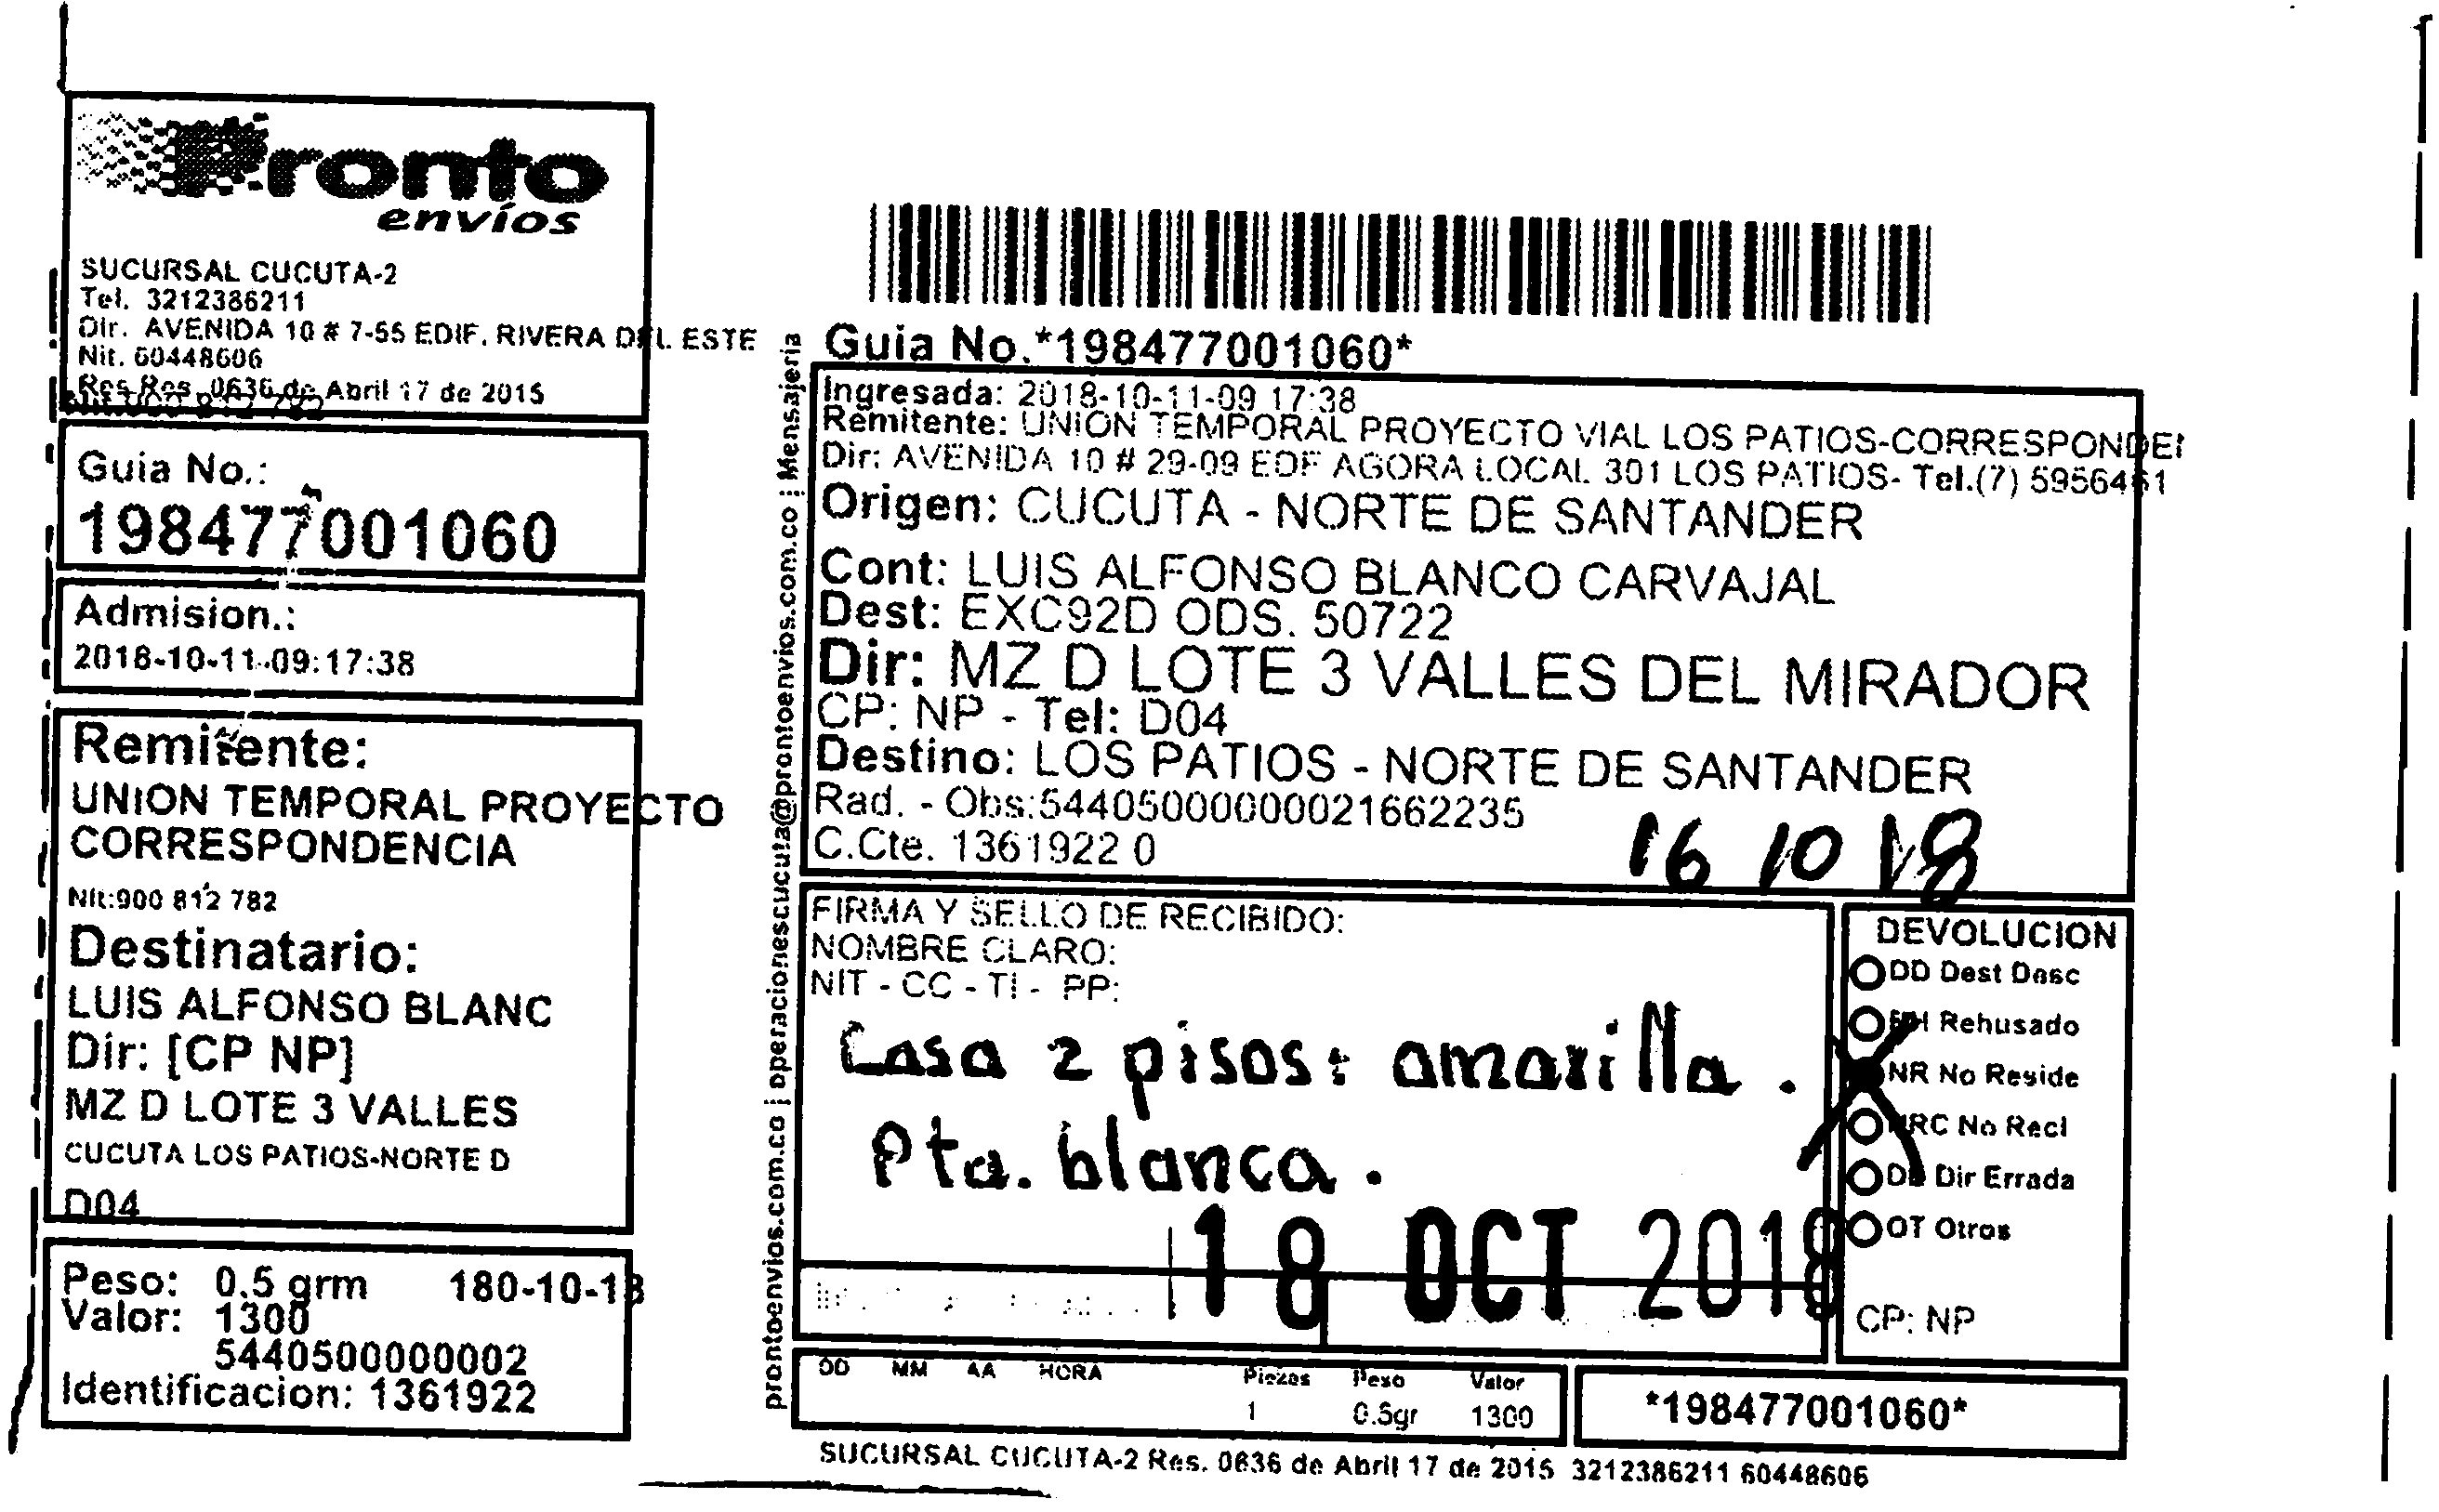 Pronto
envíos
SUCURSAL CUCUTA-2
Tel. 3212386211
Dir. AVENIDA 10 # 7-55 EDIF. RIVERA DEL ESTE
Nit. 60448606
Res Res 0636 de Abril 17 de 2015
Guia No.:
198477001060
Admision.:
2018-10-11-09:17:38
Remitente:
UNION TEMPORAL PROYECTO
CORRESPONDENCIA
Nit:900 812 782
Destinatario:
LUIS ALFONSO BLANC
Dir: [CP NP]
MZ D LOTE 3 VALLES
CUCUTA LOS PATIOS-NORTE D
D04
Peso: 0.5 grm 180-10-18
Valor: 1300
5440500000002
Identificacion: 1361922
prontoenvios.com.co | operacionescucuta@prontoenvios.com.co | Mensajeria
Guia No.*198477001060*
Ingresada: 2018-10-11-09 17:38
Remitente: UNION TEMPORAL PROYECTO VIAL LOS PATIOS-CORRESPONDE
Dir: AVENIDA 10 # 29-09 EDF AGORA LOCAL 301 LOS PATIOS- Tel.(7) 5956461
Origen: CUCUTA - NORTE DE SANTANDER
Cont: LUIS ALFONSO BLANCO CARVAJAL
Dest: EXC92D ODS. 50722
Dir: MZ D LOTE 3 VALLES DEL MIRADOR
CP: NP - Tel: D04
Destino: LOS PATIOS - NORTE DE SANTANDER
Rad. - Obs:544050000000021662235
C.Cte. 1361922 0
16 10 18
FIRMA Y SELLO DE RECIBIDO:
NOMBRE CLARO:
NIT - CC - TI - PP:
Casa 2 pisos: amarilla.
Pta. blanca.
18 OCT 2018
DEVOLUCION
DD Dest Desc
RH Rehusado
NR No Reside
NRC No Recl
DE Dir Errada
OT Otros
CP: NP
DD MM AA HORA Piezas Peso Valor
1 0.5gr 1300
*198477001060*
SUCURSAL CUCUTA-2 Res. 0636 de Abril 17 de 2015 3212386211 60448606